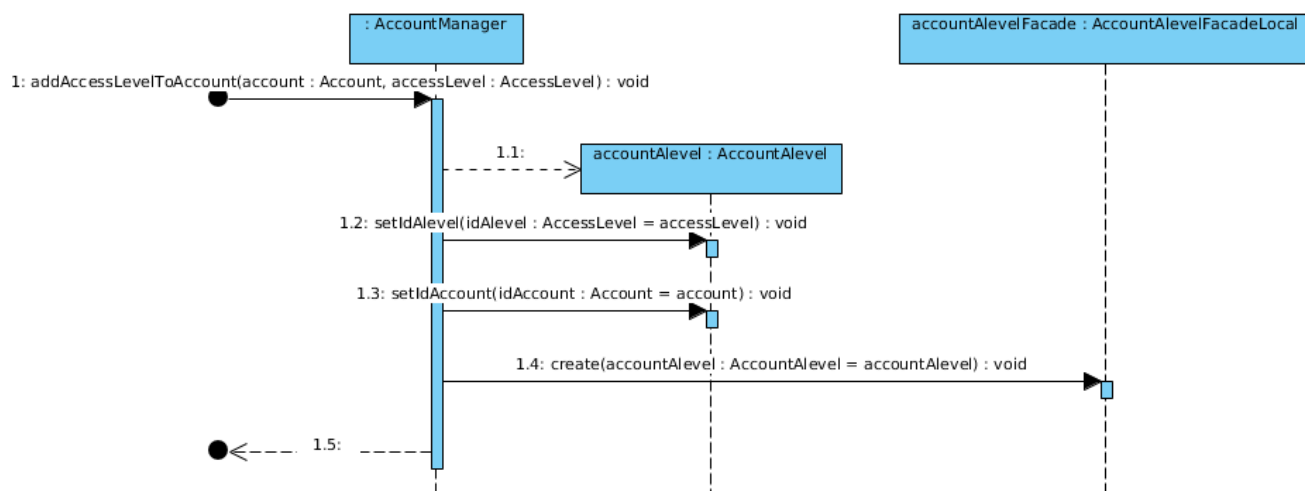 : AccountManager
accountAlevelFacade : AccountAlevelFacadeLocal
1: addAccessLevelToAccount(account : Account, accessLevel : AccessLevel) : void
1.1:
accountAlevel : AccountAlevel
1.2: setIdAlevel(idAlevel : AccessLevel = accessLevel) : void
1.3: setIdAccount(idAccount : Account = account) : void
1.4: create(accountAlevel : AccountAlevel = accountAlevel) : void
1.5: